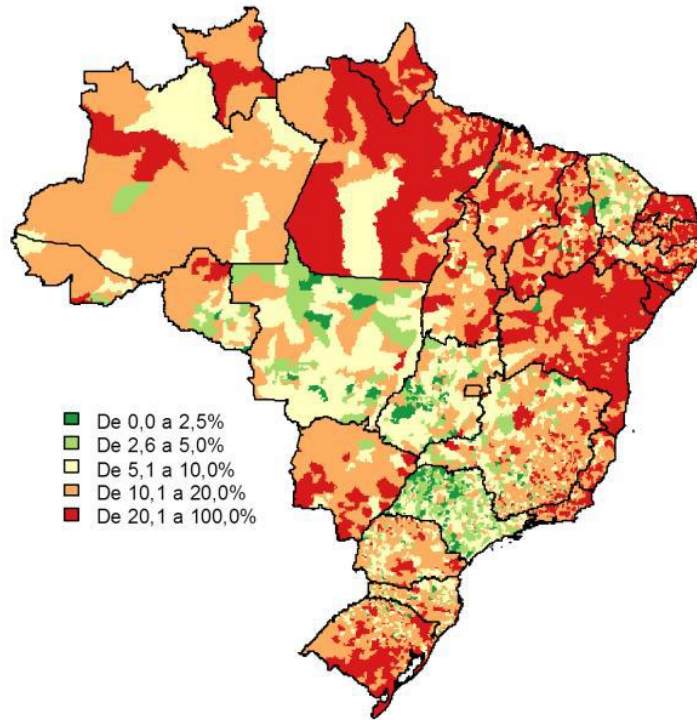 De 0,0 a 2,5%
De 2,6 a 5,0%
De 5,1 a 10,0%
De 10,1 a 20,0%
De 20,1 a 100,0%